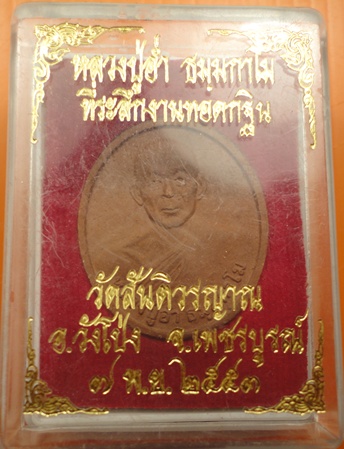 หลวงปู่อ่ำ ธมฺมกาโม
ที่ระลึกงานทอดกฐิน
วัดสันติวรญาณ
อ.วังโป่ง จ.เพชรบูรณ์
๗ พ.ย. ๒๕๕๓